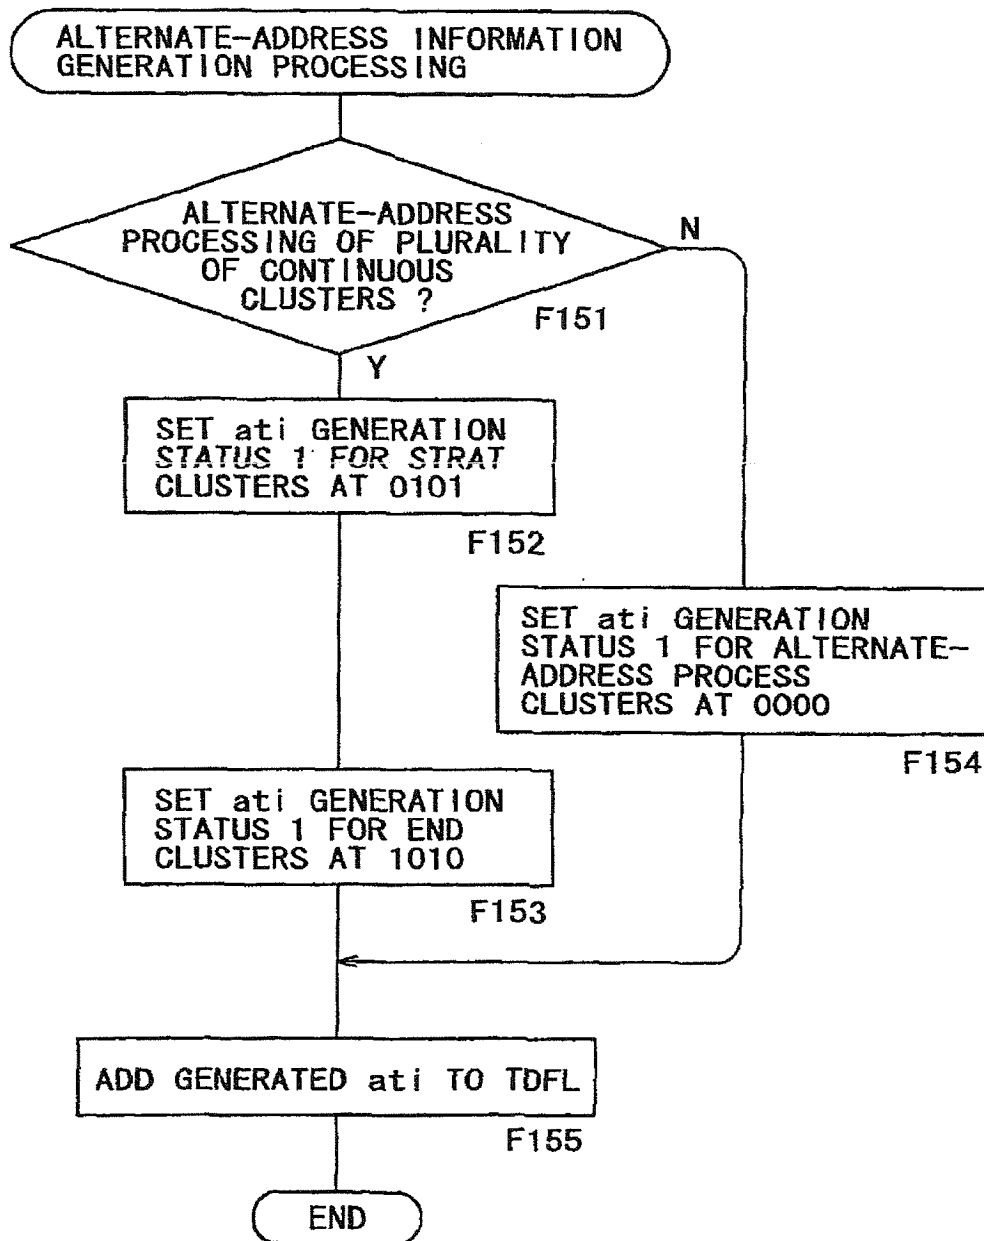 ALTERNATE-ADDRESS INFORMATION
GENERATION PROCESSING
ALTERNATE-ADDRESS
PROCESSING OF PLURALITY
OF CONTINUOUS
CLUSTERS ?
N
F151
Y
SET ati GENERATION
STATUS 1 FOR STRAT
CLUSTERS AT 0101
F152
SET ati GENERATION
STATUS 1 FOR ALTERNATE-
ADDRESS PROCESS
CLUSTERS AT 0000
F154
SET ati GENERATION
STATUS 1 FOR END
CLUSTERS AT 1010
F153
ADD GENERATED ati TO TDFL
F155
END